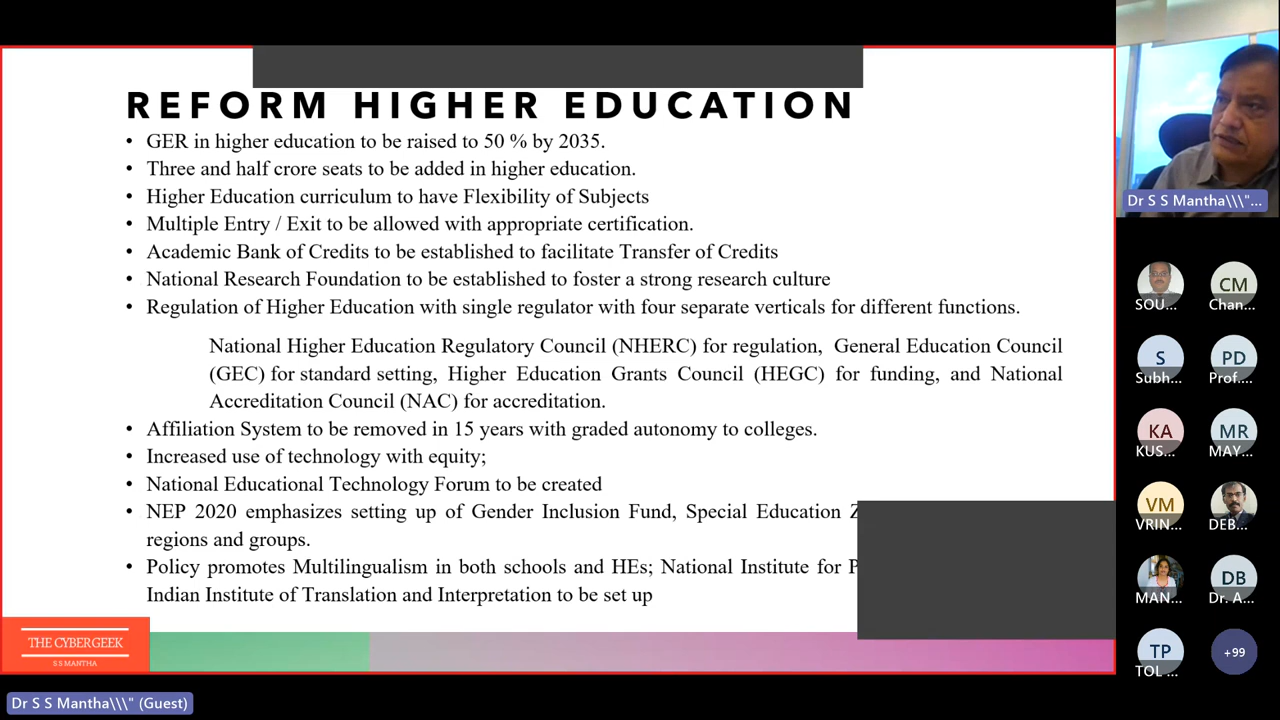 REFORM HIGHER EDUCATION
• GER in higher education to be raised to 50 % by 2035.
• Three and half crore seats to be added in higher education.
• Higher Education curriculum to have Flexibility of Subjects
• Multiple Entry / Exit to be allowed with appropriate certification.
• Academic Bank of Credits to be established to facilitate Transfer of Credits
• National Research Foundation to be established to foster a strong research culture
• Regulation of Higher Education with single regulator with four separate verticals for different functions.
National Higher Education Regulatory Council (NHERC) for regulation, General Education Council
(GEC) for standard setting, Higher Education Grants Council (HEGC) for funding, and National
Accreditation Council (NAC) for accreditation.
• Affiliation System to be removed in 15 years with graded autonomy to colleges.
• Increased use of technology with equity;
• National Educational Technology Forum to be created
• NEP 2020 emphasizes setting up of Gender Inclusion Fund, Special Education
regions and groups.
• Policy promotes Multilingualism in both schools and HEs; National Institute for
Indian Institute of Translation and Interpretation to be set up
THE CYBERGEEK
S S MANTHA
Dr S S Mantha\\\" (Guest)
Dr S S Mantha\\\"...
SOU...
CM
Chan...
S
Subh...
PD
Prof....
KA
KUS...
MR
MAY...
VM
VRIN...
DEB...
MAN...
DB
Dr. A...
TP
TOL ...
+99